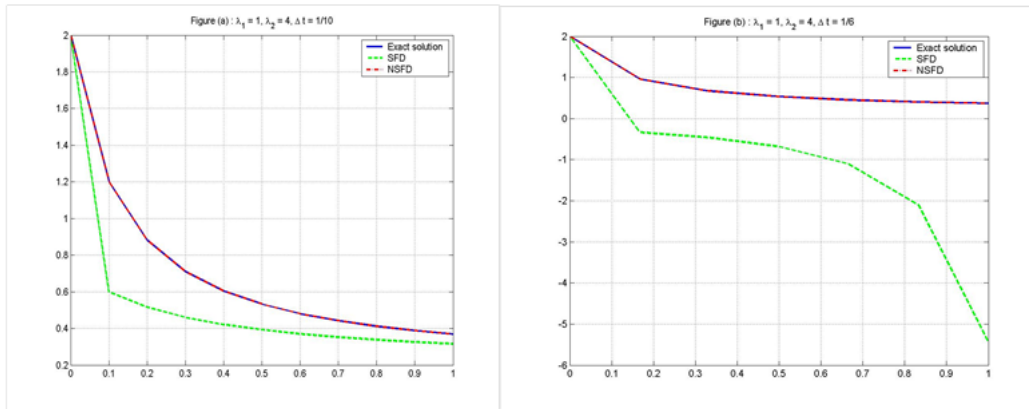 Figure (a) : λ₁ = 1, λ₂ = 4, Δ t = 1/10
2
1.8
1.6
1.4
1.2
1
0.8
0.6
0.4
0.2
Exact solution
SFD
NSFD
0 0.1 0.2 0.3 0.4 0.5 0.6 0.7 0.8 0.9 1
Figure (b) : λ₁ = 1, λ₂ = 4, Δ t = 1/6
2
1
0
-1
-2
-3
-4
-5
-6
Exact solution
SFD
NSFD
0 0.1 0.2 0.3 0.4 0.5 0.6 0.7 0.8 0.9 1